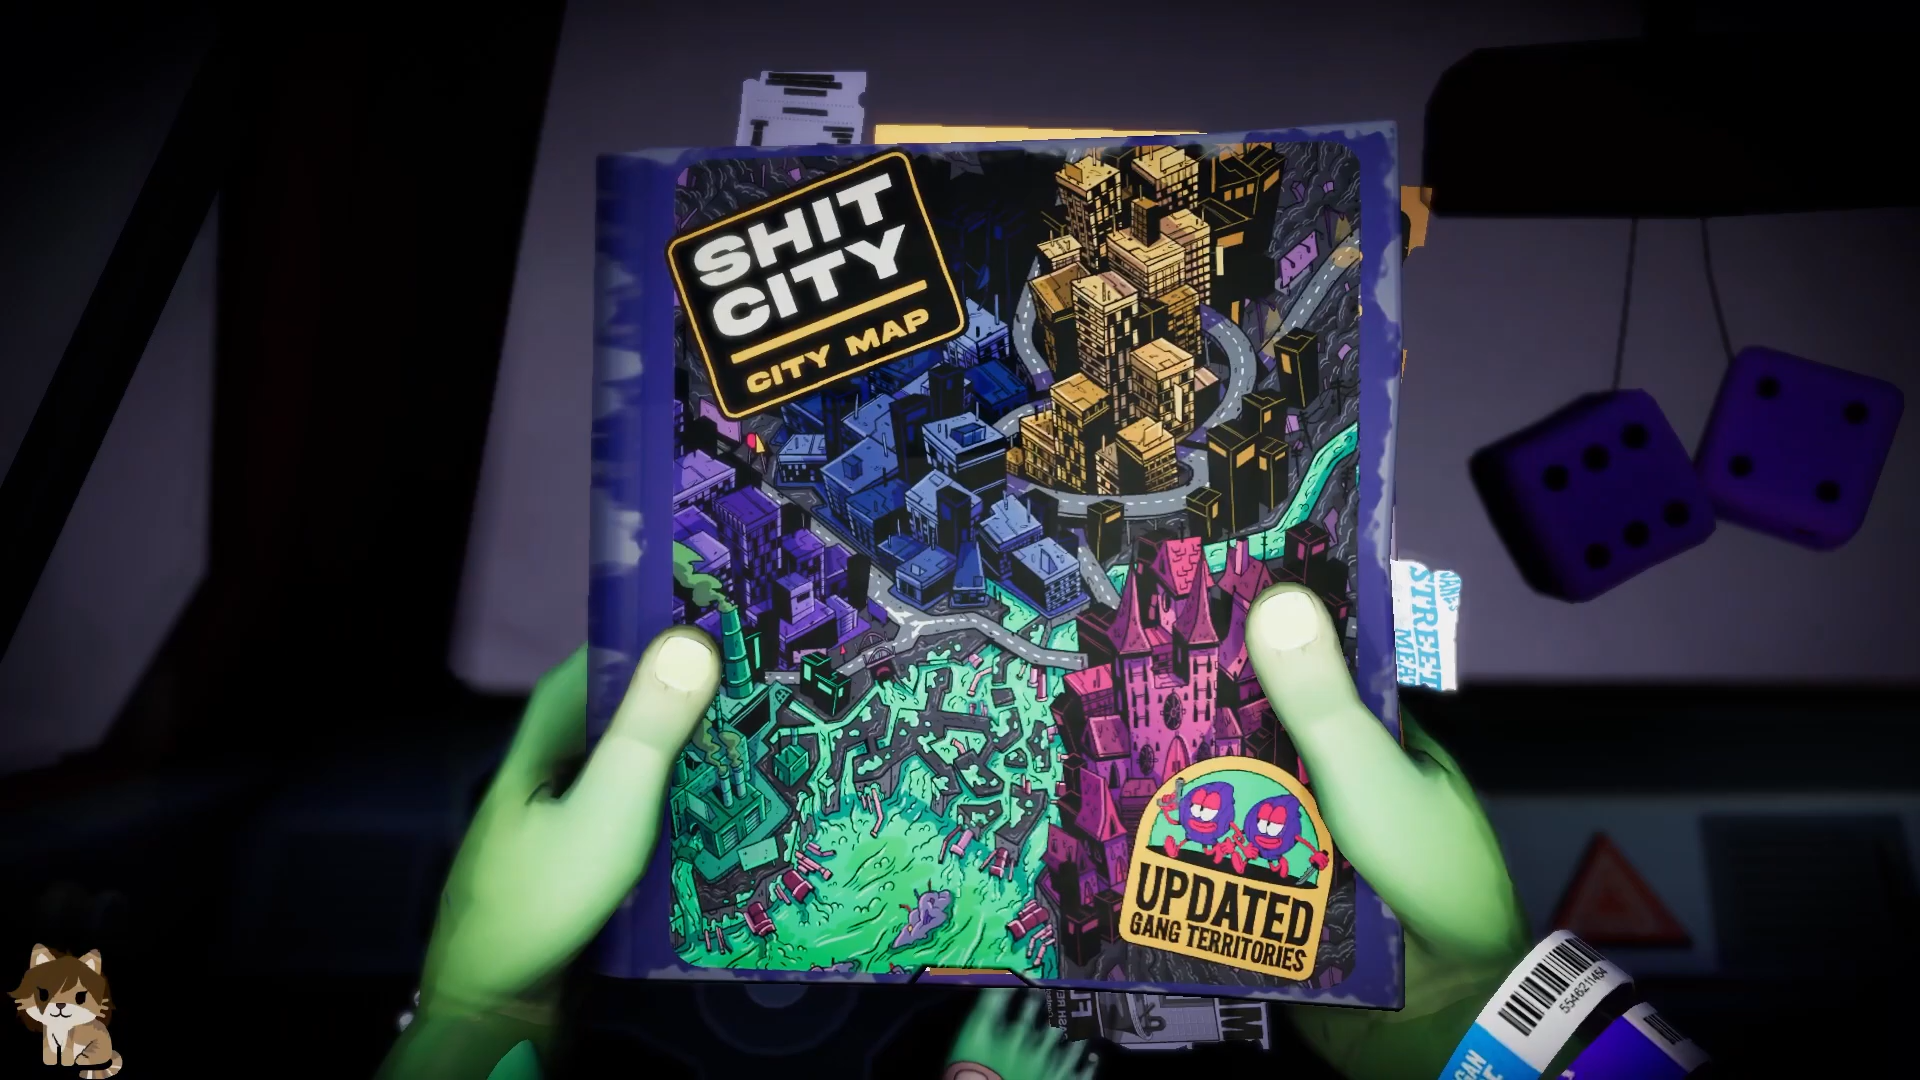 SHIT
CITY
CITY MAP
STREET
UPDATED
GANG TERRITORIES